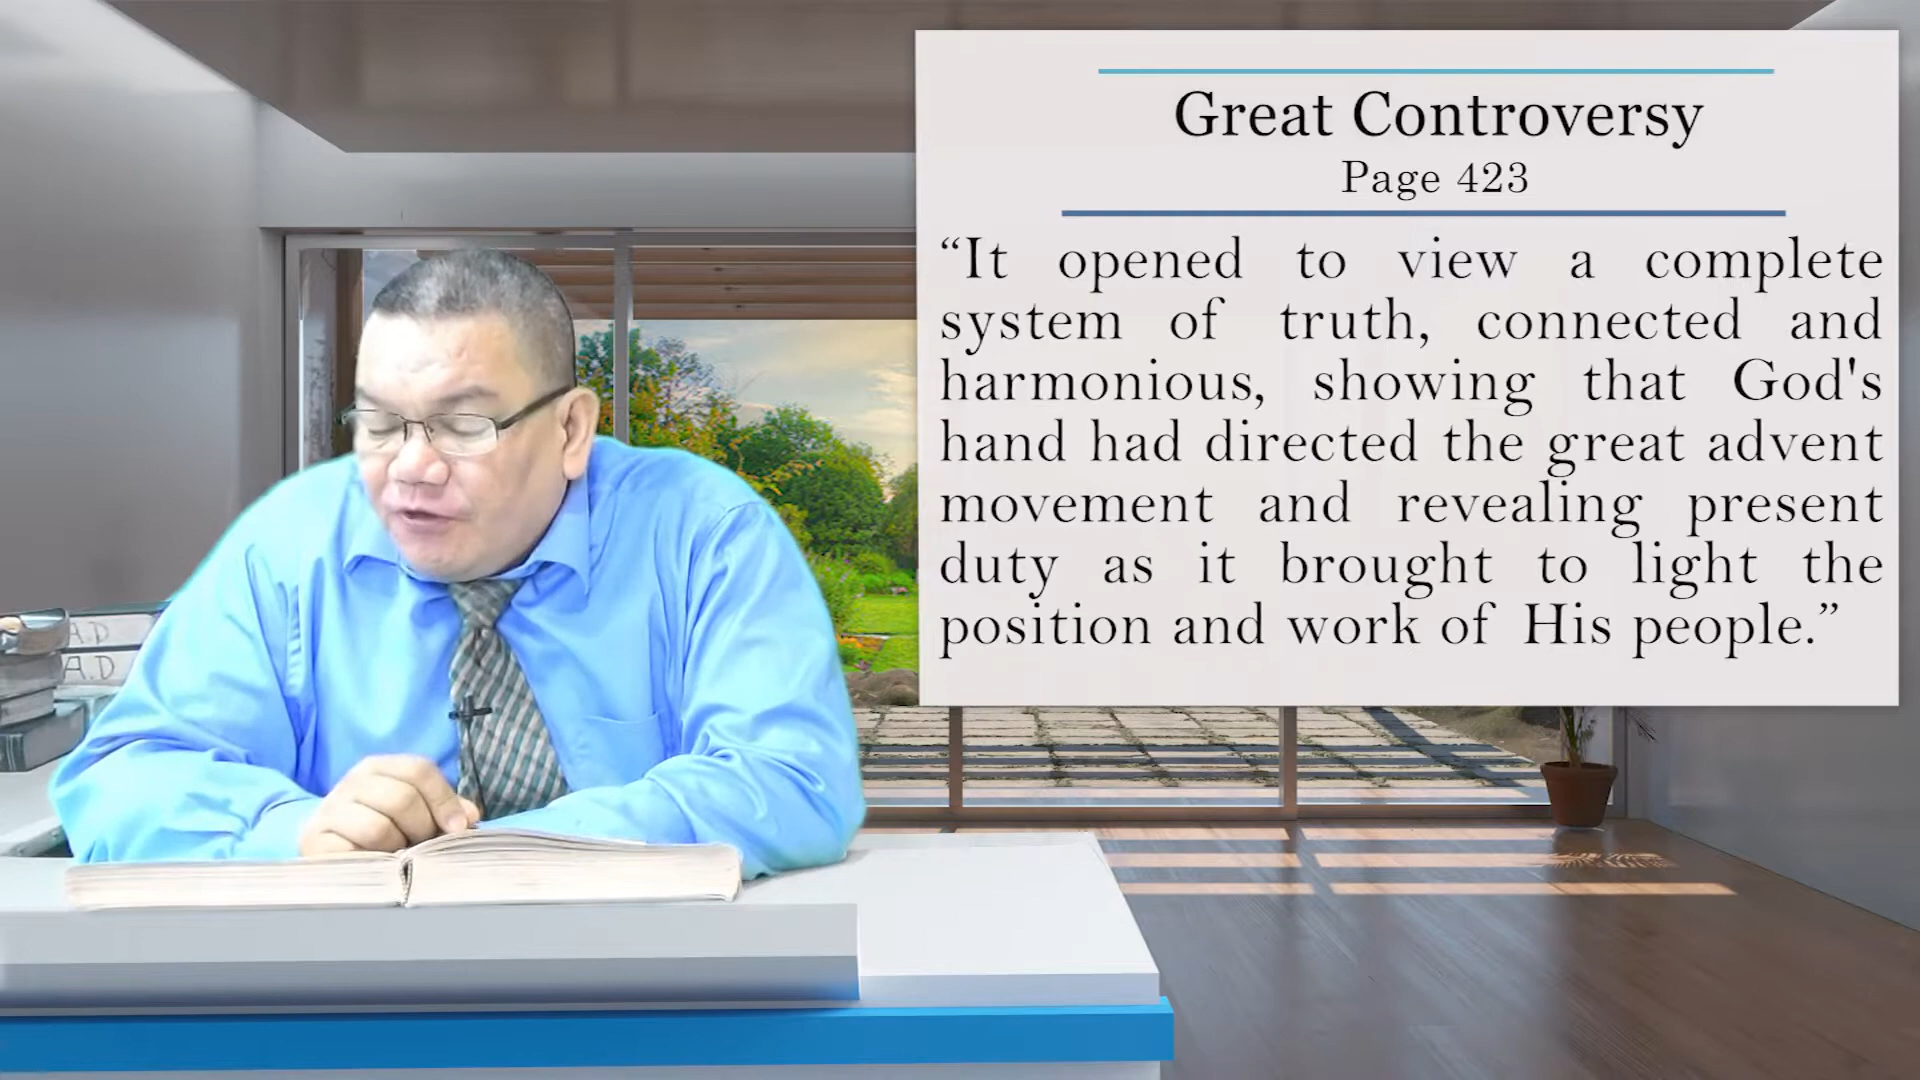 Great Controversy
Page 423
“It opened to view a complete
system of truth, connected and
harmonious, showing that God's
hand had directed the great advent
movement and revealing present
duty as it brought to light the
position and work of His people.”
A.D
A.D